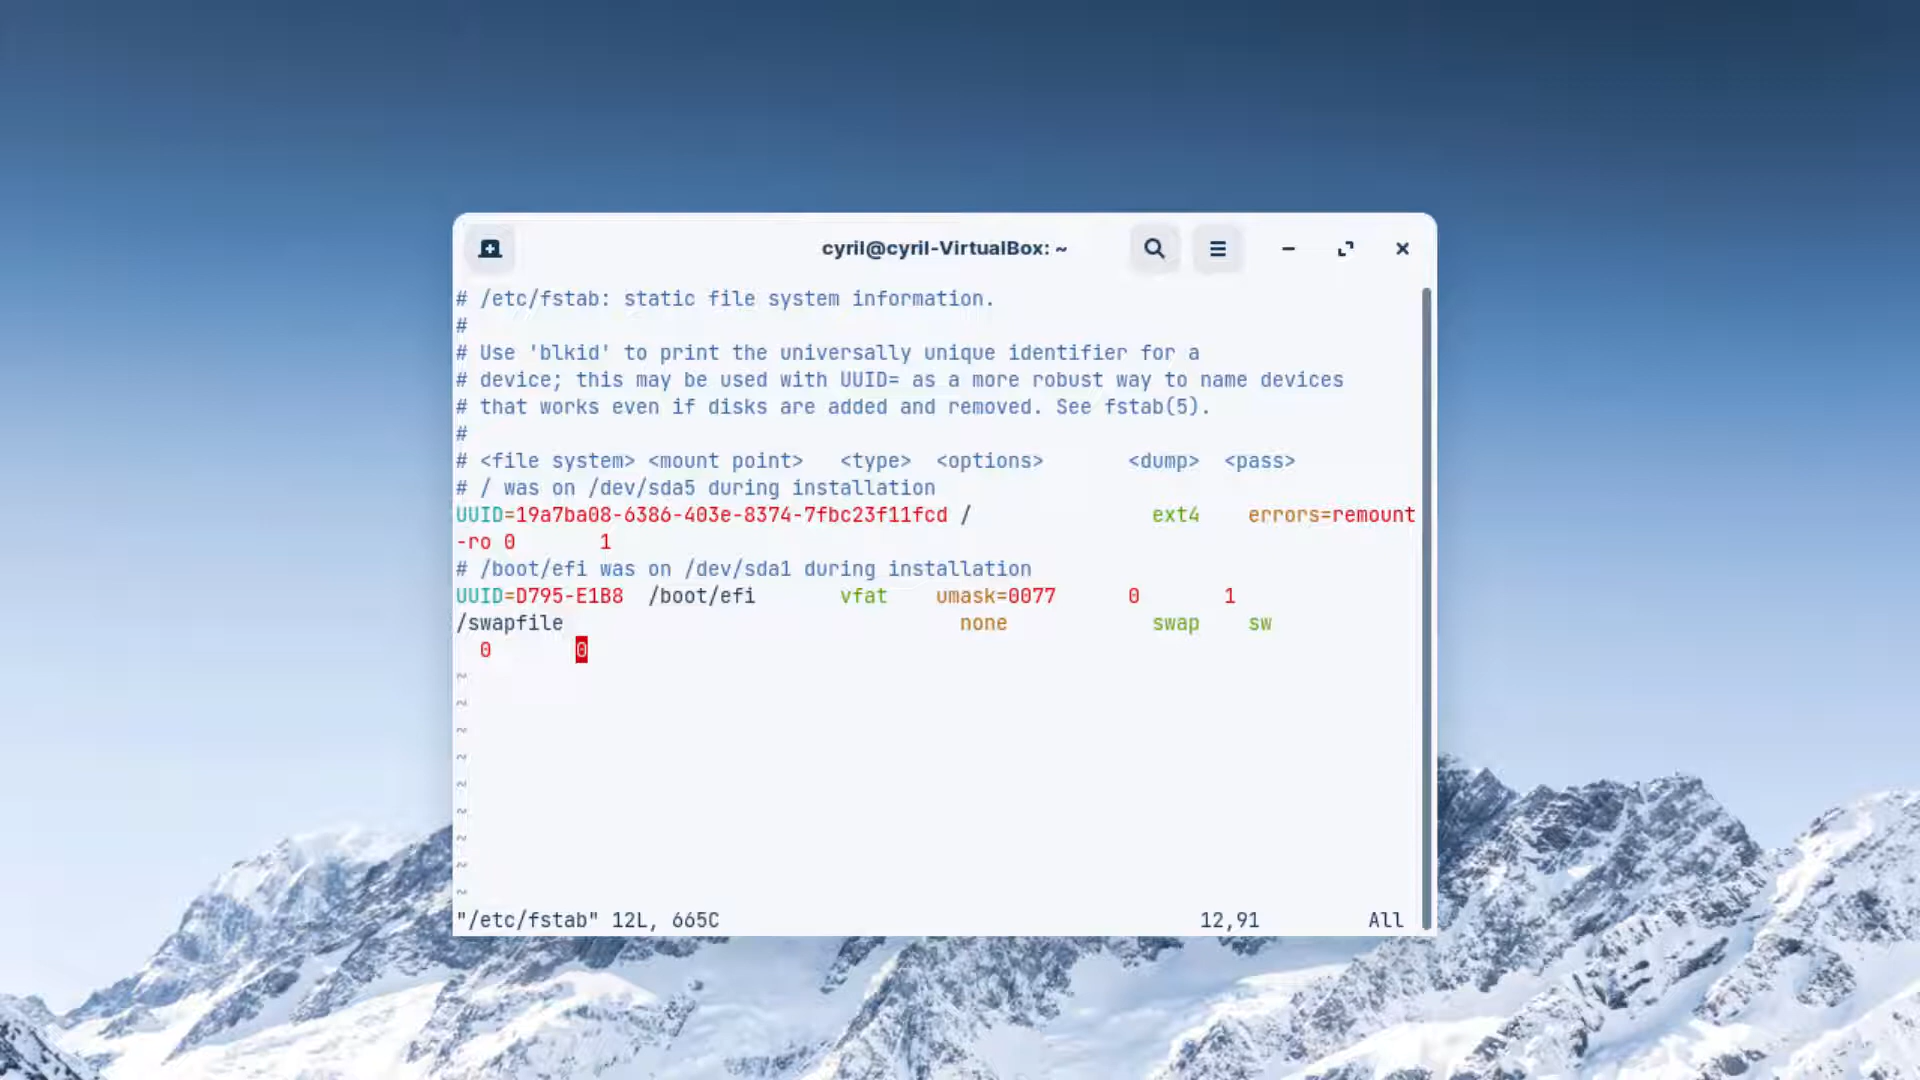 cyril@cyril-VirtualBox: ~
# /etc/fstab: static file system information.
#
# Use 'blkid' to print the universally unique identifier for a
# device; this may be used with UUID= as a more robust way to name devices
# that works even if disks are added and removed. See fstab(5).
#
# <file system> <mount point>   <type>  <options>       <dump>  <pass>
# / was on /dev/sda5 during installation
UUID=19a7ba08-6386-403e-8374-7fbc23f11fcd /               ext4    errors=remount
-ro 0       1
# /boot/efi was on /dev/sda1 during installation
UUID=D795-E1B8  /boot/efi       vfat    umask=0077      0       1
/swapfile                                 none            swap    sw
  0       0
~
~
~
~
~
~
~
~
~
"/etc/fstab" 12L, 665C                                        12,91         All